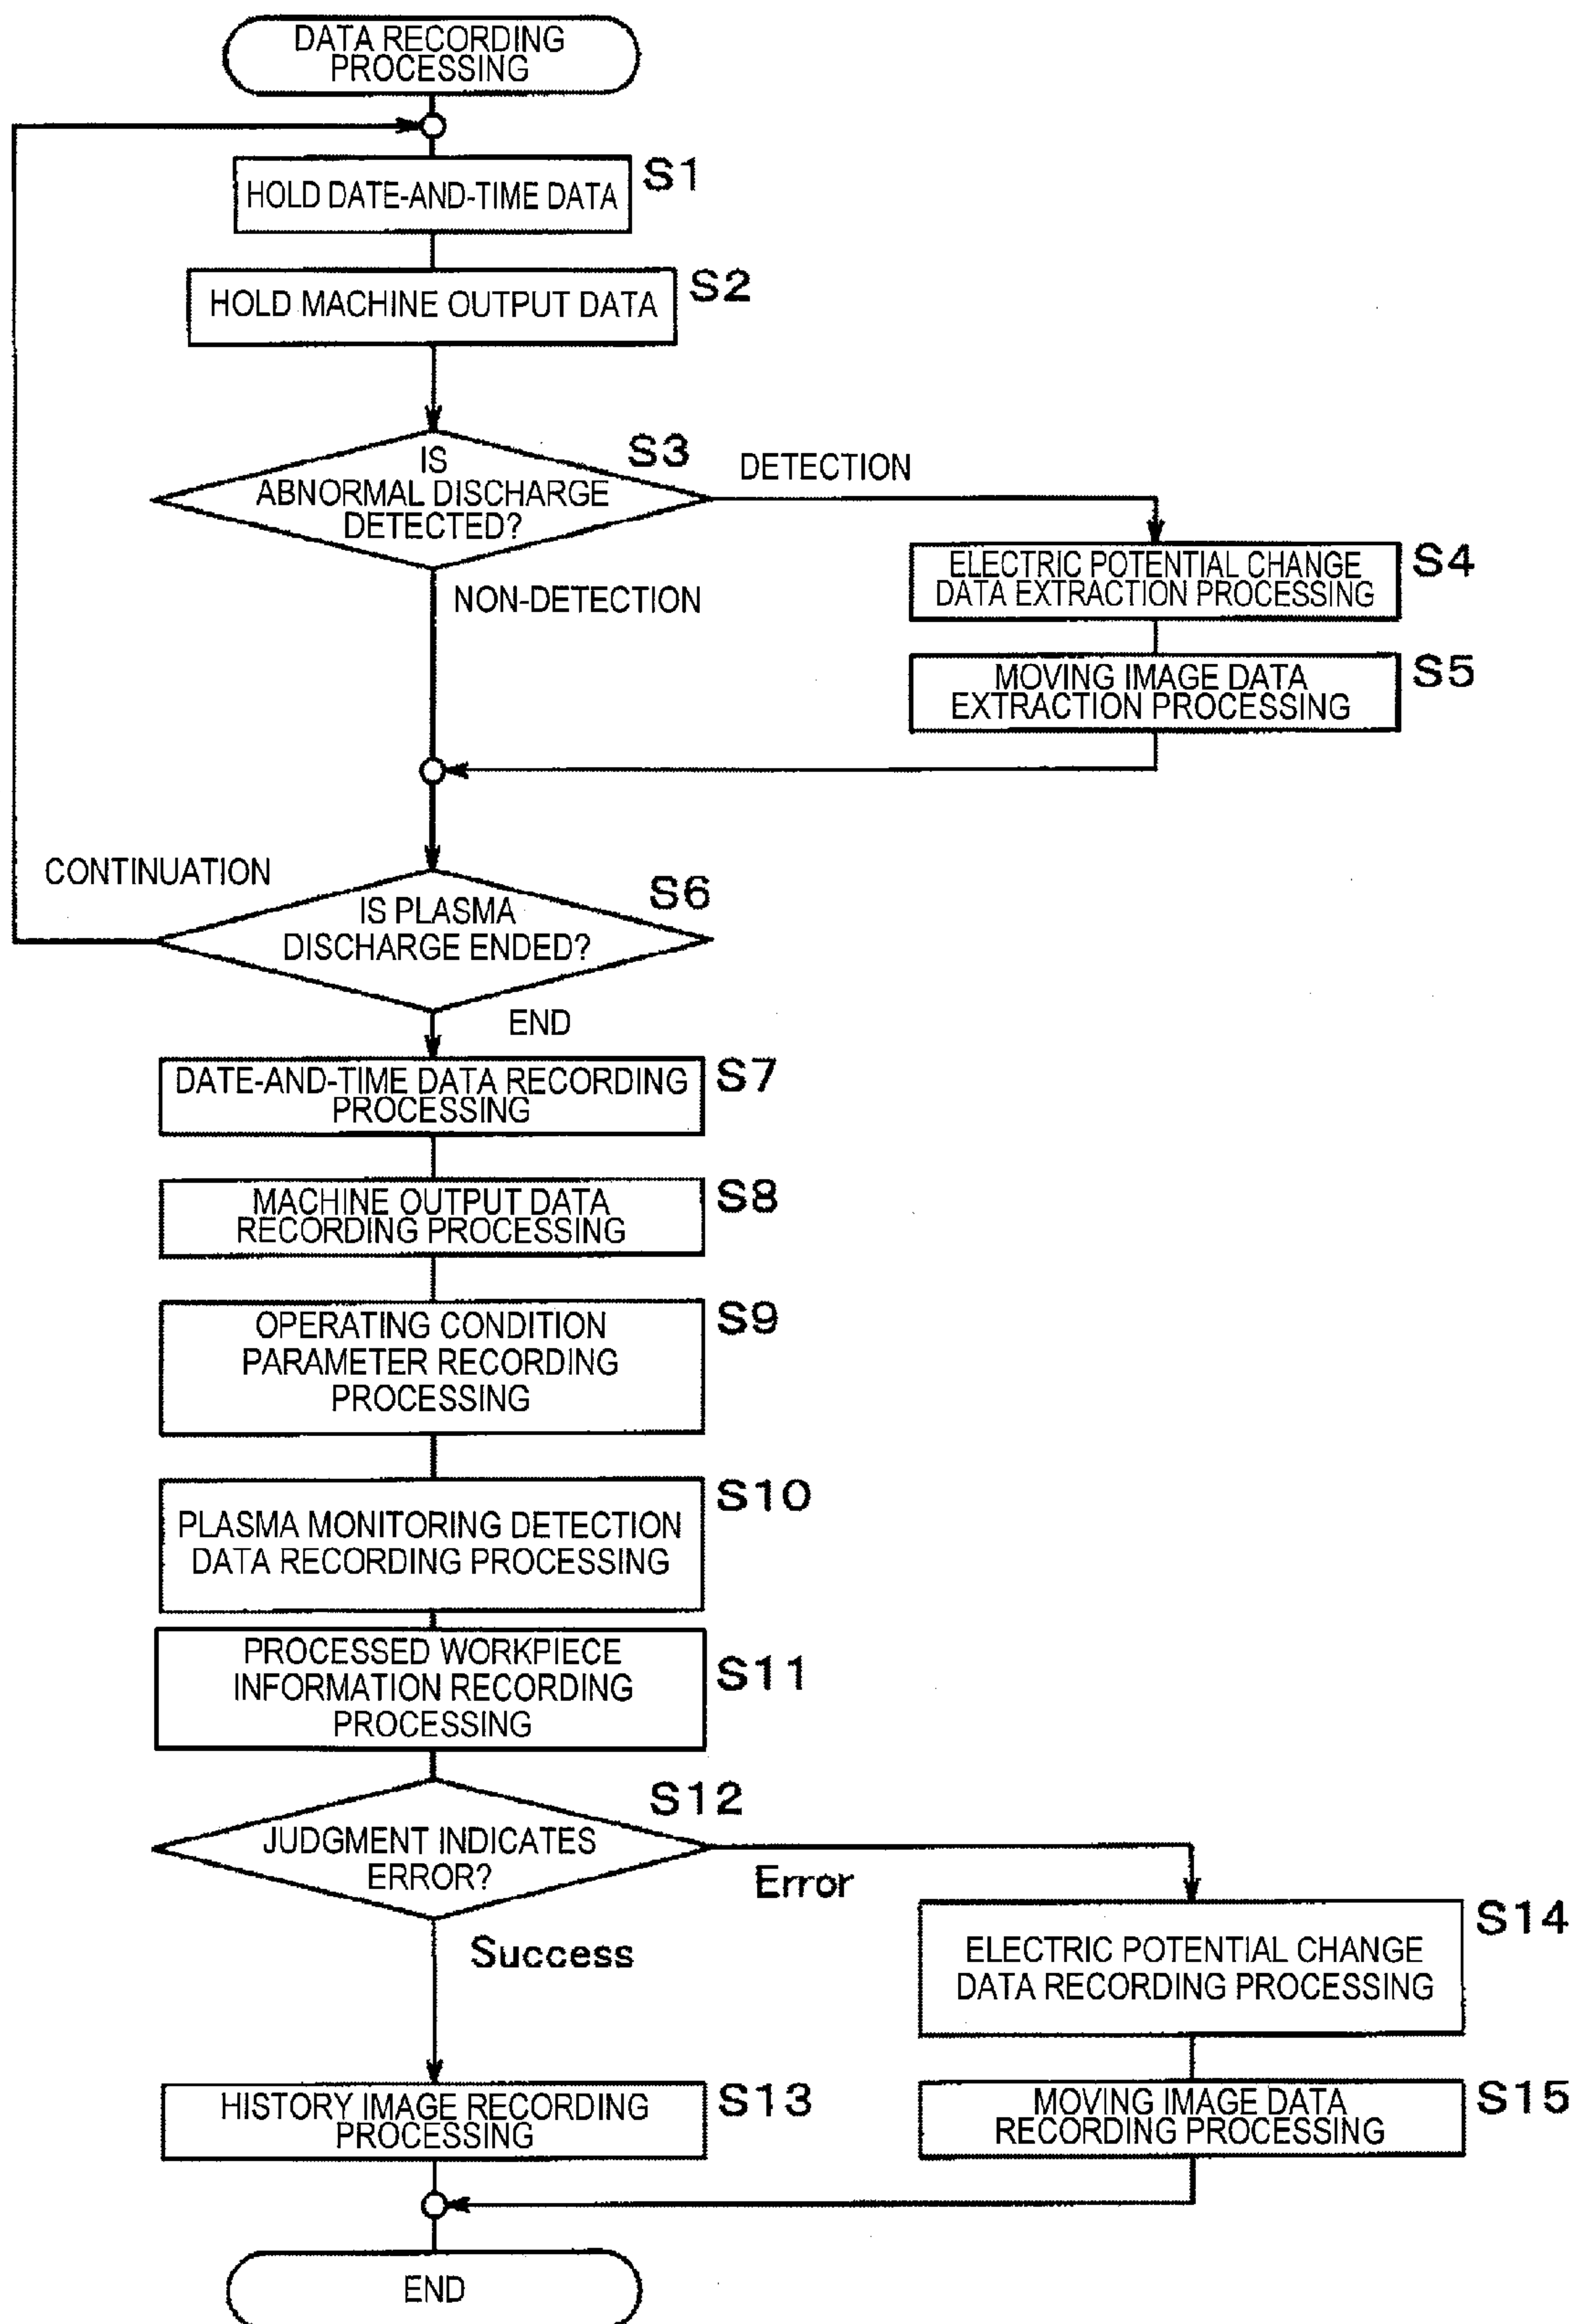 DATA RECORDING
PROCESSING
HOLD DATE-AND-TIME DATA
S1
HOLD MACHINE OUTPUT DATA
S2
IS
ABNORMAL DISCHARGE
DETECTED?
S3
DETECTION
NON-DETECTION
ELECTRIC POTENTIAL CHANGE
DATA EXTRACTION PROCESSING
S4
MOVING IMAGE DATA
EXTRACTION PROCESSING
S5
CONTINUATION
IS PLASMA
DISCHARGE ENDED?
S6
END
DATE-AND-TIME DATA RECORDING
PROCESSING
S7
MACHINE OUTPUT DATA
RECORDING PROCESSING
S8
OPERATING CONDITION
PARAMETER RECORDING
PROCESSING
S9
PLASMA MONITORING DETECTION
DATA RECORDING PROCESSING
S10
PROCESSED WORKPIECE
INFORMATION RECORDING
PROCESSING
S11
JUDGMENT INDICATES
ERROR?
S12
Error
Success
ELECTRIC POTENTIAL CHANGE
DATA RECORDING PROCESSING
S14
HISTORY IMAGE RECORDING
PROCESSING
S13
MOVING IMAGE DATA
RECORDING PROCESSING
S15
END